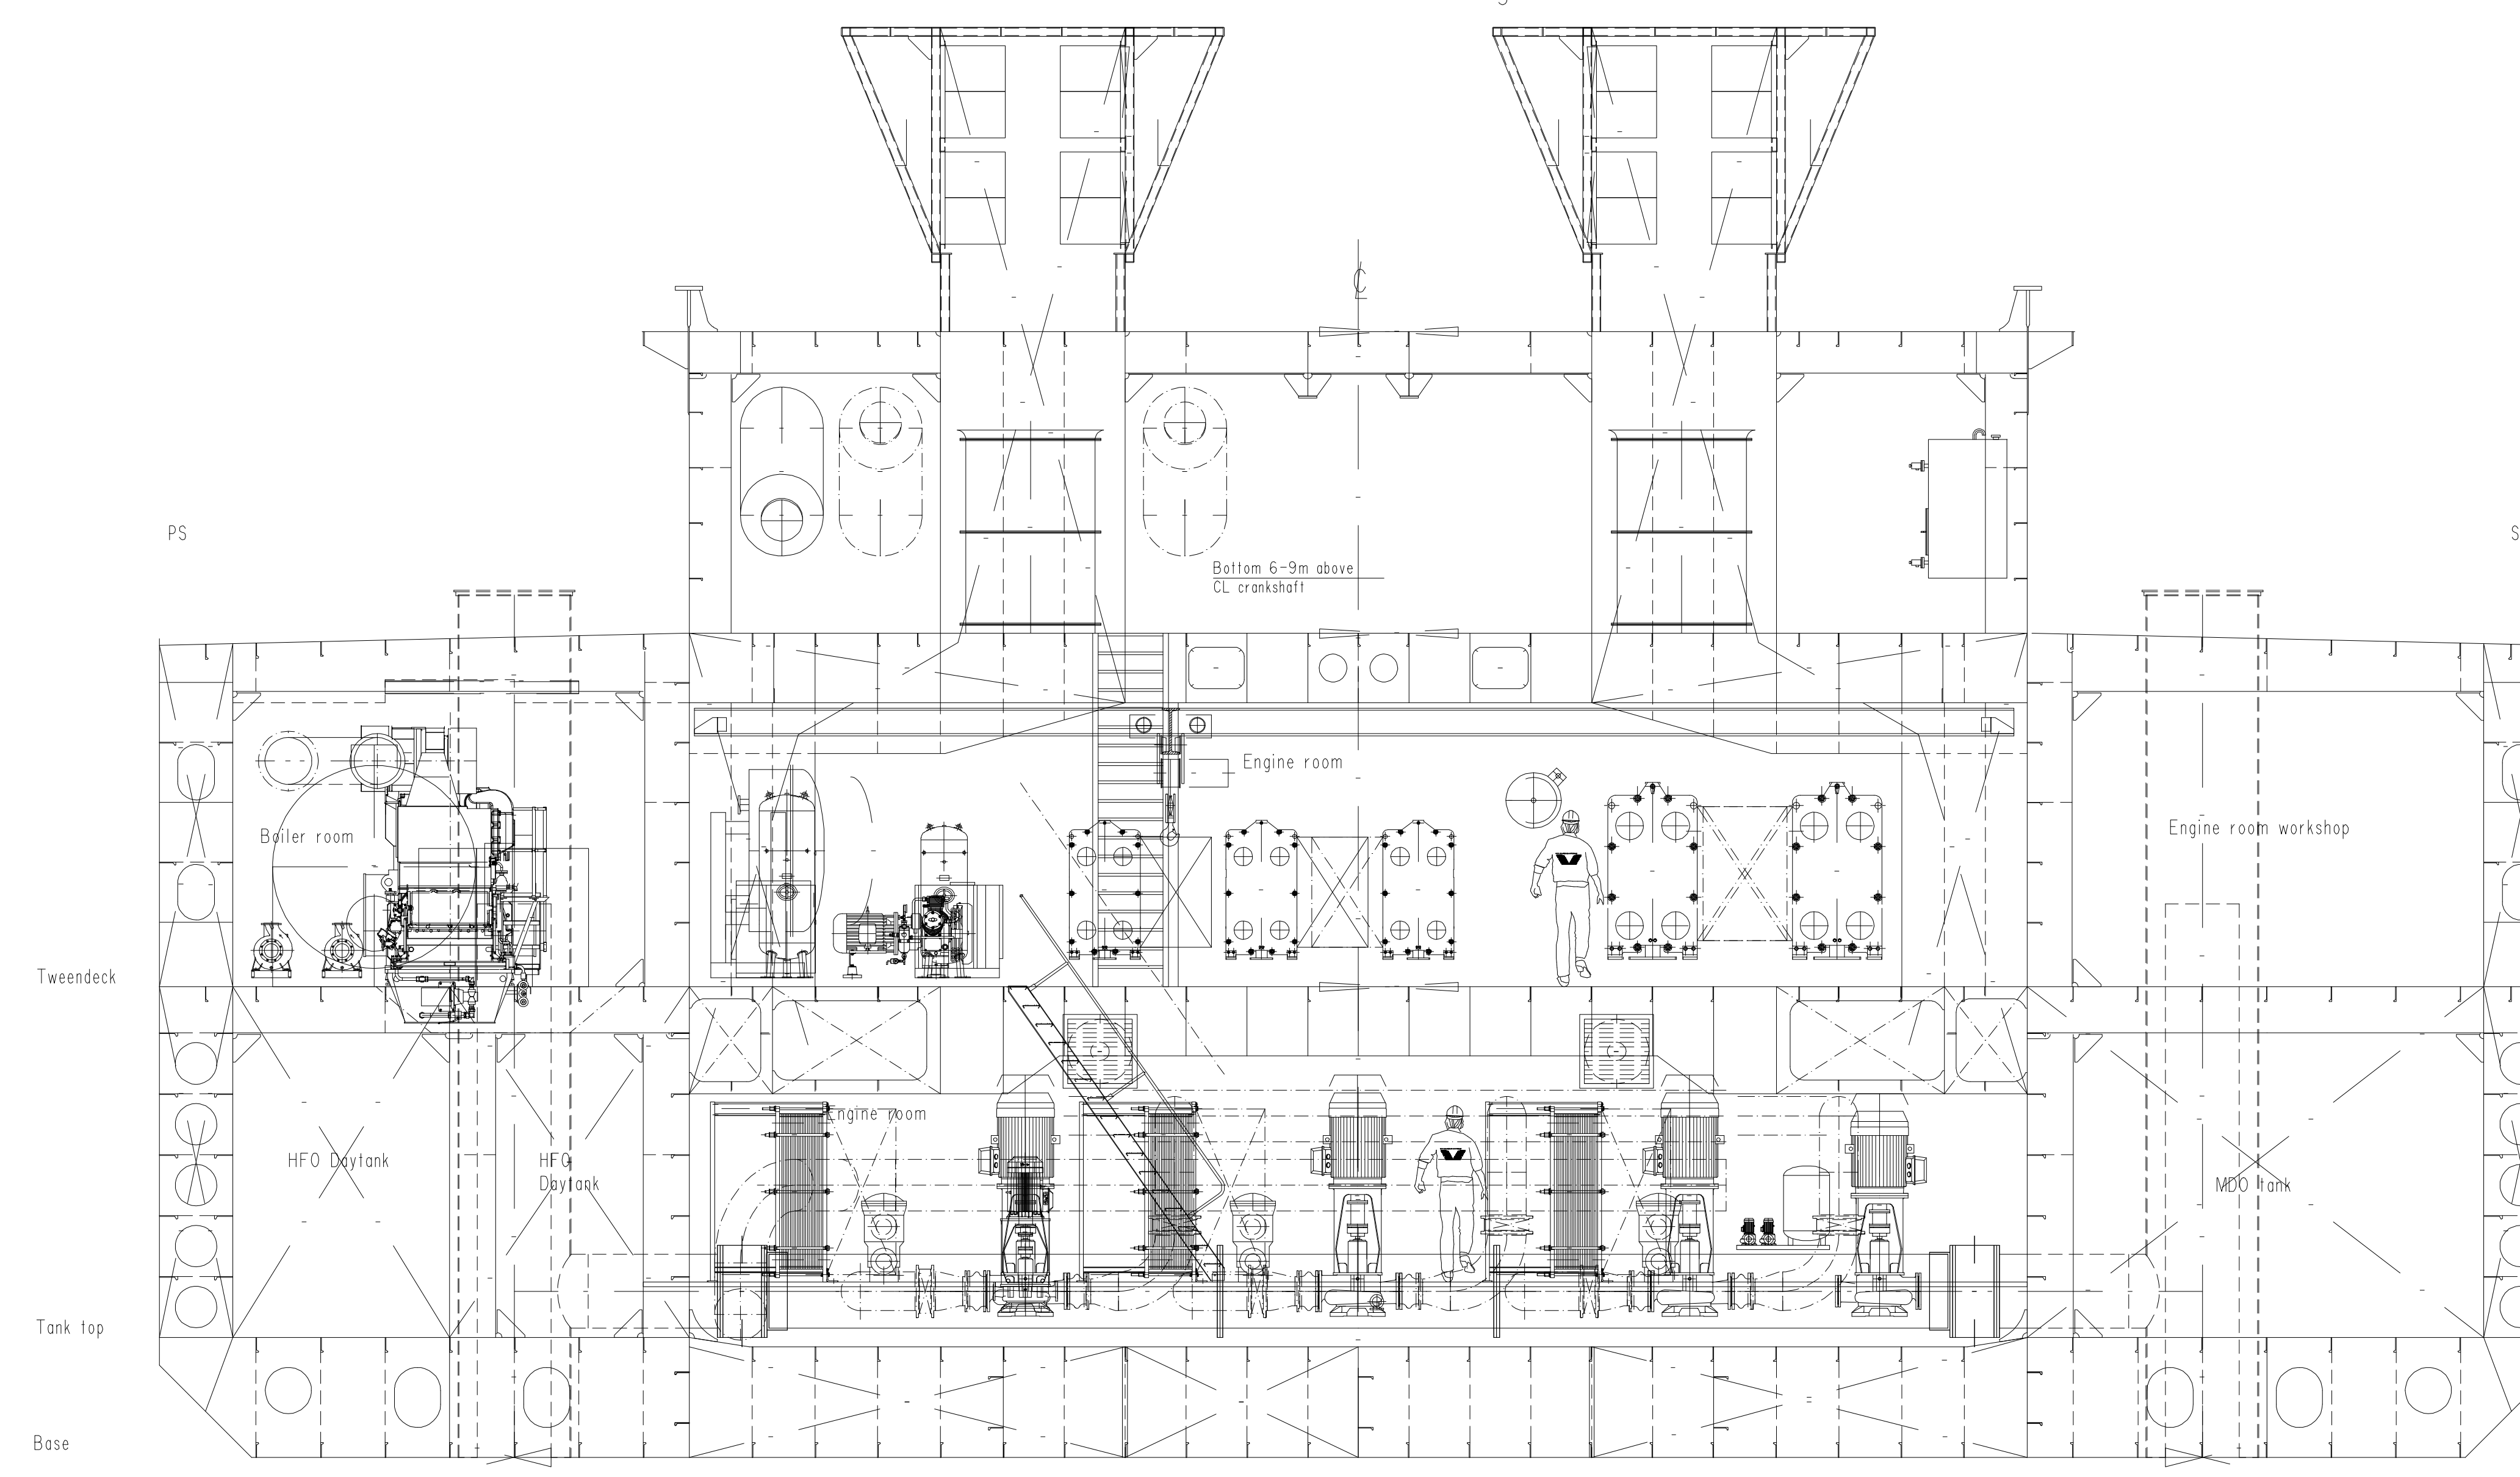 PS
Bottom 6-9m above
CL crankshaft
Engine room
Boiler room
Engine room workshop
Tweendeck
Engine room
HFO Daytank
HFO
Daytank
MDO tank
Tank top
Base